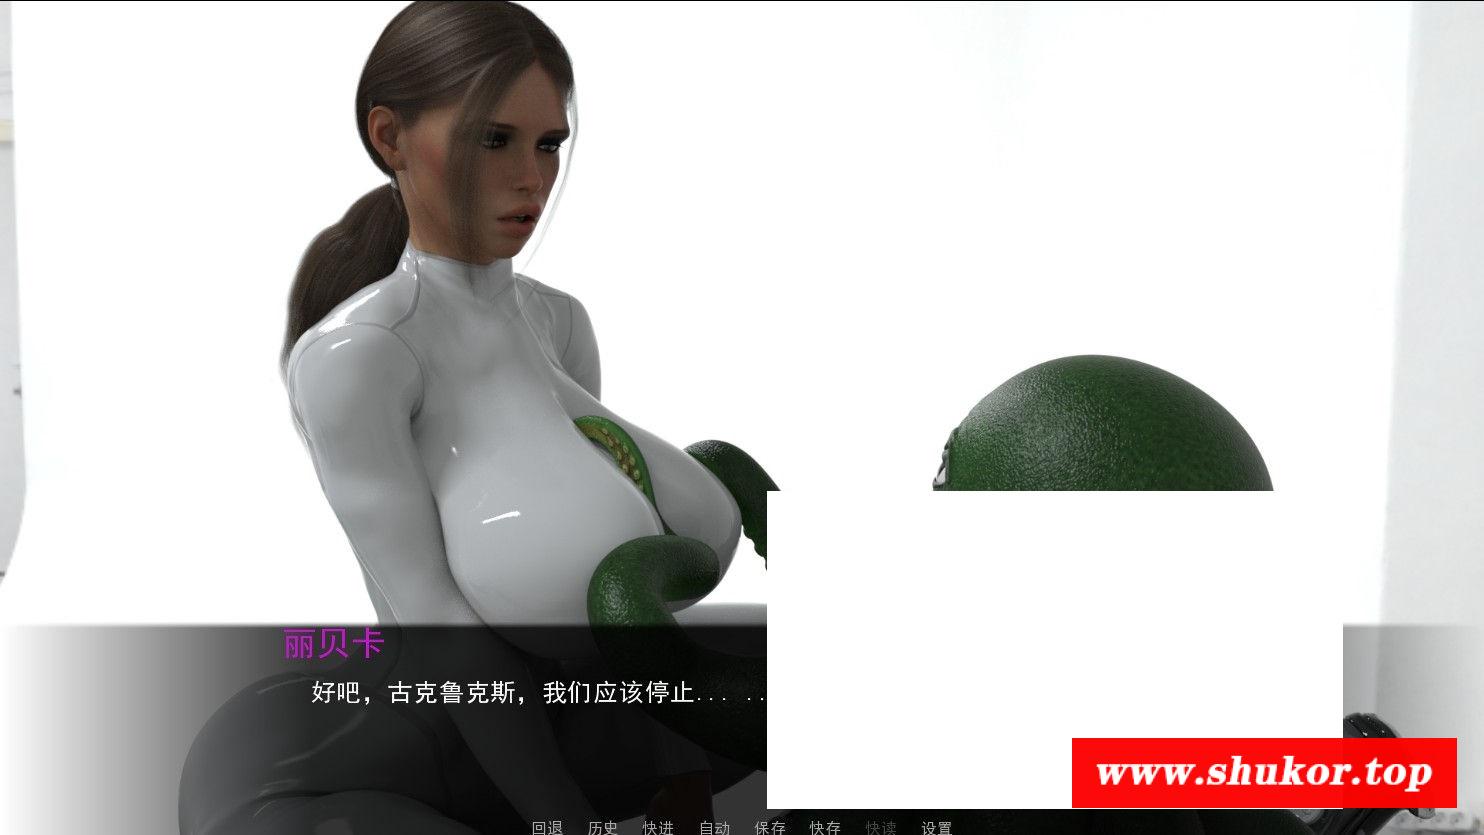 丽贝卡
好吧，古克鲁克斯，我们应该停止... ...
www.shukor.top
回退 历史 快进 自动 保存 快存 快读 设置